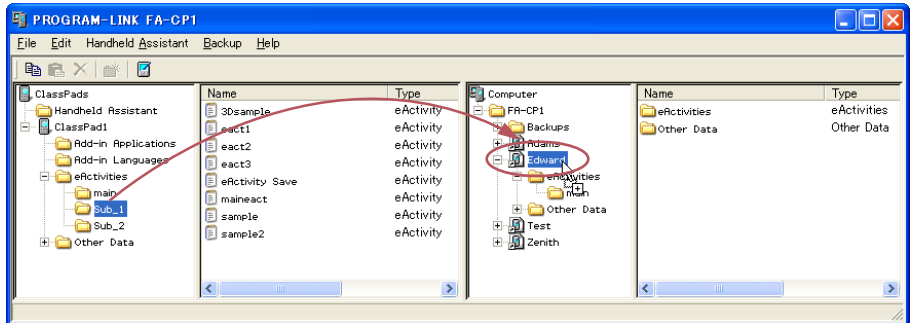 PROGRAM-LINK FA-CP1
File Edit Handheld Assistant Backup Help
ClassPads
Handheld Assistant
ClassPad1
Add-in Applications
Add-in Languages
eActivities
main
Sub_1
Sub_2
Other Data
Name Type
3Dsample eActivity
eact1 eActivity
eact2 eActivity
eact3 eActivity
eActivity Save eActivity
maineact eActivity
sample eActivity
sample2 eActivity
Computer
FA-CP1
Backups
Adams
Edward
eActivities
main
Other Data
Test
Zenith
Name Type
eActivities eActivities
Other Data Other Data